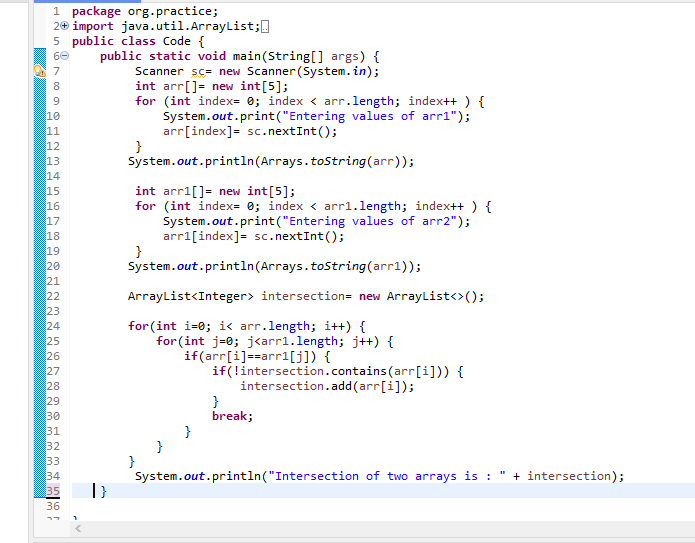 1 package org.practice;
2 import java.util.ArrayList;
5 public class Code {
6 public static void main(String[] args) {
7 Scanner sc= new Scanner(System.in);
8 int arr[]= new int[5];
9 for (int index= 0; index < arr.length; index++ ) {
10 System.out.print("Entering values of arr1");
11 arr[index]= sc.nextInt();
12 }
13 System.out.println(Arrays.toString(arr));
14
15 int arr1[]= new int[5];
16 for (int index= 0; index < arr1.length; index++ ) {
17 System.out.print("Entering values of arr2");
18 arr1[index]= sc.nextInt();
19 }
20 System.out.println(Arrays.toString(arr1));
21
22 ArrayList<Integer> intersection= new ArrayList<>();
23
24 for(int i=0; i< arr.length; i++) {
25 for(int j=0; j<arr1.length; j++) {
26 if(arr[i]==arr1[j]) {
27 if(!intersection.contains(arr[i])) {
28 intersection.add(arr[i]);
29 }
30 break;
31 }
32 }
33 }
34 System.out.println("Intersection of two arrays is : " + intersection);
35 }
36
37 }